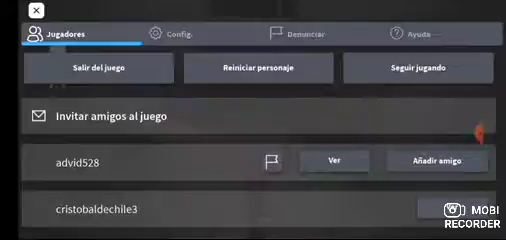 Jugadores
Config.
Denunciar
Ayuda
Salir del juego
Reiniciar personaje
Seguir jugando
Invitar amigos al juego
advid528
Ver
Añadir amigo
cristobaldechile3
MOBI
RECORDER